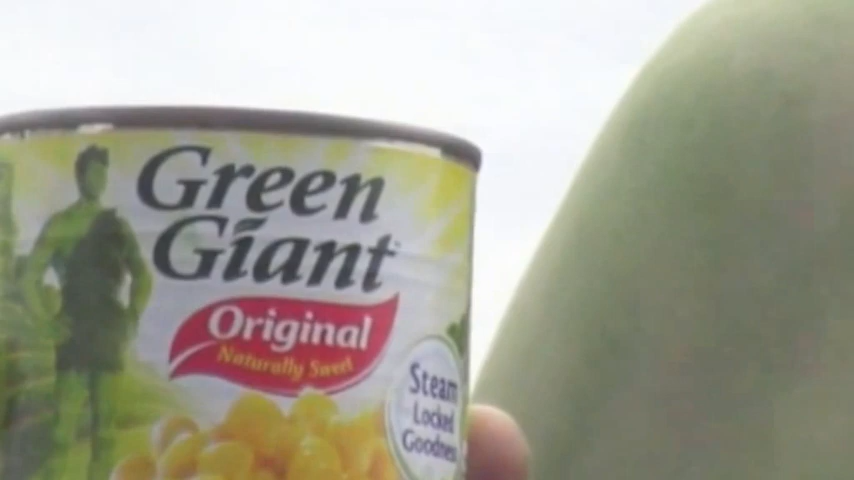 Green
Giant
Original
Naturally Sweet
Steam
Locked
Goodness